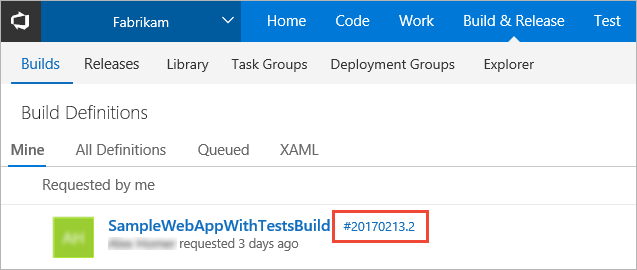 Fabrikam Home Code Work Build & Release Test
Builds Releases Library Task Groups Deployment Groups Explorer
Build Definitions
Mine All Definitions Queued XAML
Requested by me
SampleWebAppWithTestsBuild #20170213.2
requested 3 days ago